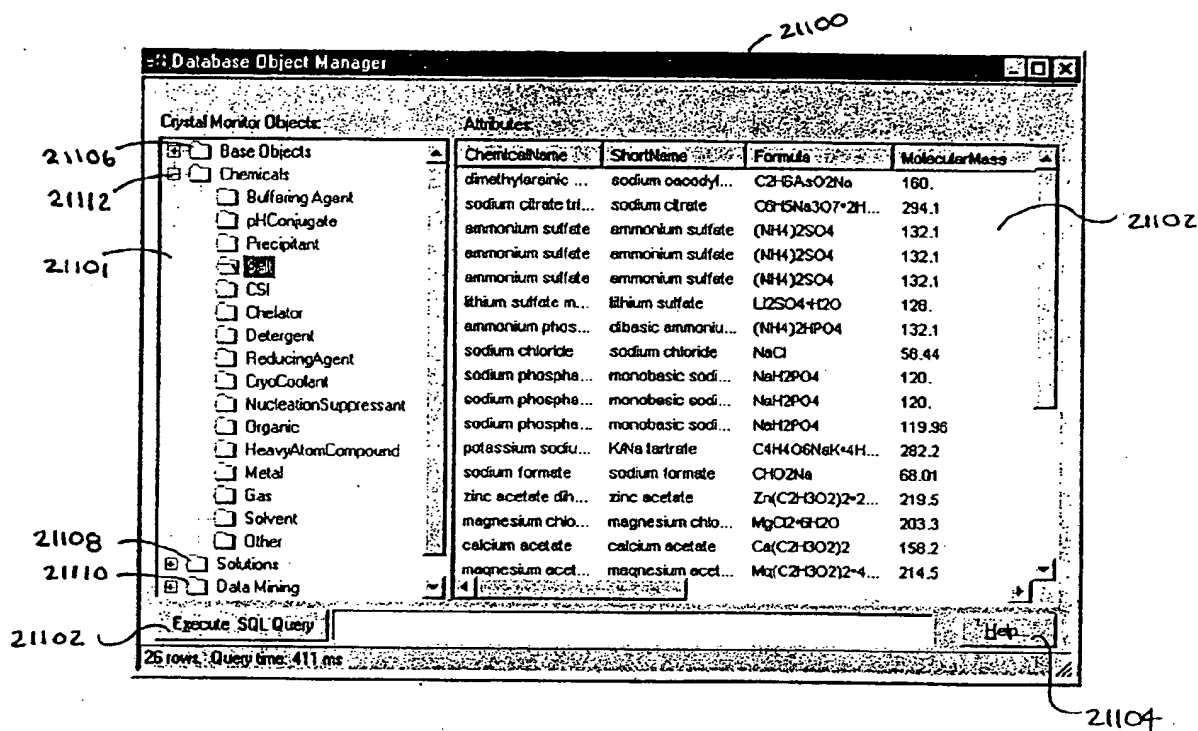 21100
Database Object Manager
Crystal Monitor Objects:
Attributes:
21106
Base Objects
21112
Chemicals
Buffering Agent
pHConjugate
Precipitant
21101
Salt
CSI
Chelator
Detergent
ReducingAgent
CryoCoolant
NucleationSuppressant
Organic
HeavyAtomCompound
Metal
Gas
Solvent
Other
21108
Solutions
21110
Data Mining
ChemicalName ShortName Formula MolecularMass
dimethylarsinic ... sodium cacodyl... C2H6AsO2Na 160.
sodium citrate tri... sodium citrate C6H5Na3O7•2H... 294.1
21102
ammonium sulfate ammonium sulfate (NH4)2SO4 132.1
ammonium sulfate ammonium sulfate (NH4)2SO4 132.1
ammonium sulfate ammonium sulfate (NH4)2SO4 132.1
lithium sulfate m... lithium sulfate Li2SO4•H2O 128.
ammonium phos... dibasic ammoniu... (NH4)2HPO4 132.1
sodium chloride sodium chloride NaCl 58.44
sodium phospha... monobasic sodi... NaH2PO4 120.
sodium phospha... monobasic sodi... NaH2PO4 120.
sodium phospha... monobasic sodi... NaH2PO4 119.96
potassium sodiu... K/Na tartrate C4H4O6NaK•4H... 282.2
sodium formate sodium formate CHO2Na 68.01
zinc acetate dih... zinc acetate Zn(C2H3O2)2•2... 219.5
magnesium chlo... magnesium chlo... MgCl2•6H2O 203.3
calcium acetate calcium acetate Ca(C2H3O2)2 158.2
magnesium acet... magnesium acet... Mg(C2H3O2)2•4... 214.5
21102
Execute SQL Query
Help
26 rows. Query time: 411 ms
21104